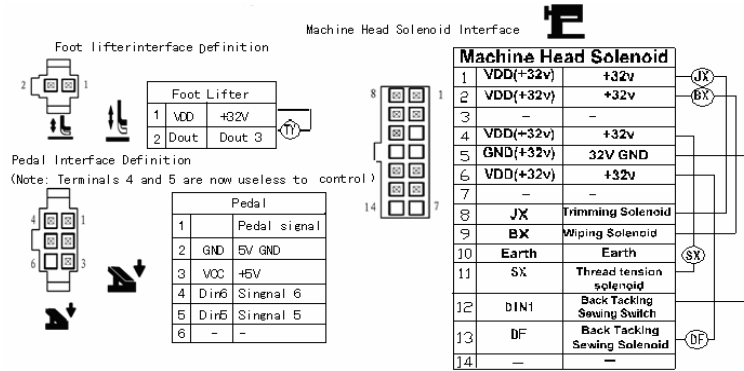 Machine Head Solenoid Interface
Foot lifterinterface Definition
2 1
Foot Lifter
1 VDD +32V
2 Dout Dout 3
TY
Pedal Interface Definition
(Note: Terminals 4 and 5 are now useless to control)
4 1
6 3
Pedal
1 Pedal signal
2 GND 5V GND
3 VCC +5V
4 Din6 Singnal 6
5 Din5 Singnal 5
6 - -
8 1
14 7
Machine Head Solenoid
1 VDD(+32v) +32v JX
2 VDD(+32v) +32v BX
3 - -
4 VDD(+32v) +32v
5 GND(+32v) 32V GND
6 VDD(+32v) +32v
7 - -
8 JX Trimming Solenoid
9 BX Wiping Solenoid
10 Earth Earth SX
11 SX Thread tension
solenoid
12 DIN1 Back Tacking
Sewing Switch
13 DF Back Tacking
Sewing Solenoid DF
14 - -